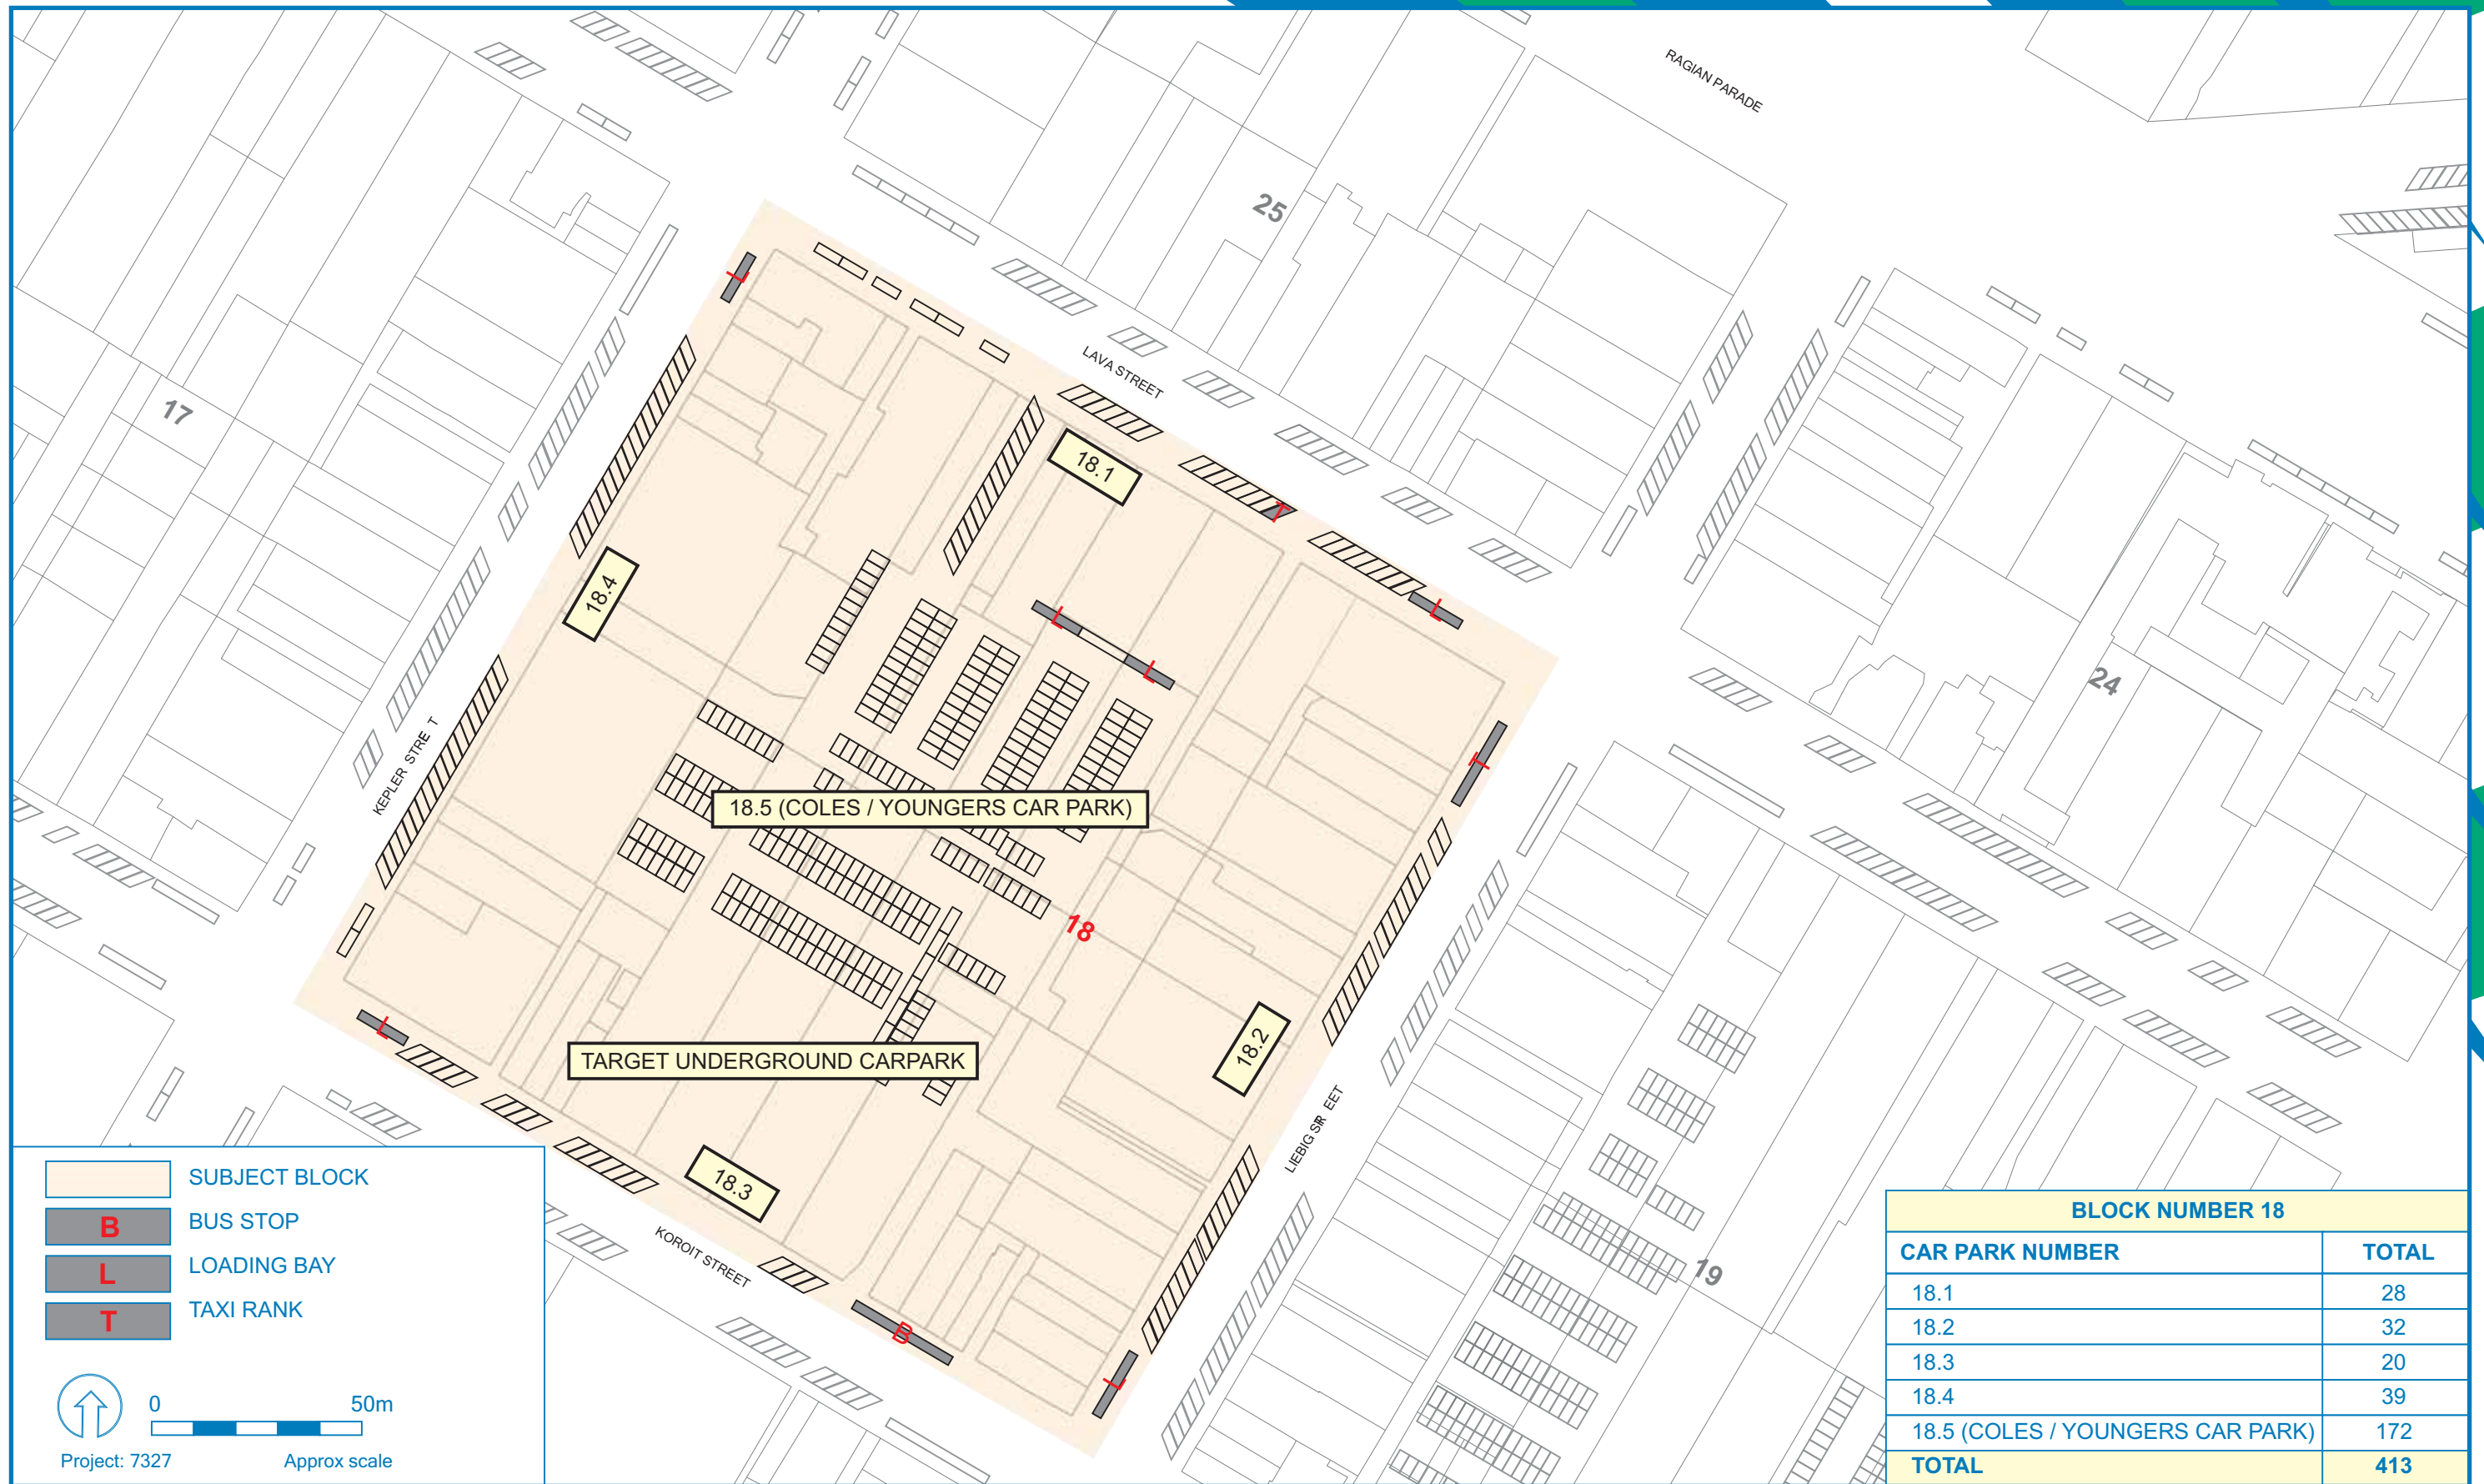 RAGIAN PARADE
25
LAVA STREET
17
18.1
T
L
L
L
L
18.4
24
L
KEPLER STRE T
18.5 (COLES / YOUNGERS CAR PARK)
18
18.2
L
TARGET UNDERGROUND CARPARK
LIEBIG STR EET
18.3
KOROIT STREET
19
B
L
SUBJECT BLOCK
B BUS STOP
L LOADING BAY
T TAXI RANK
0 50m
Project: 7327 Approx scale
BLOCK NUMBER 18
CAR PARK NUMBER TOTAL
18.1 28
18.2 32
18.3 20
18.4 39
18.5 (COLES / YOUNGERS CAR PARK) 172
TOTAL 413